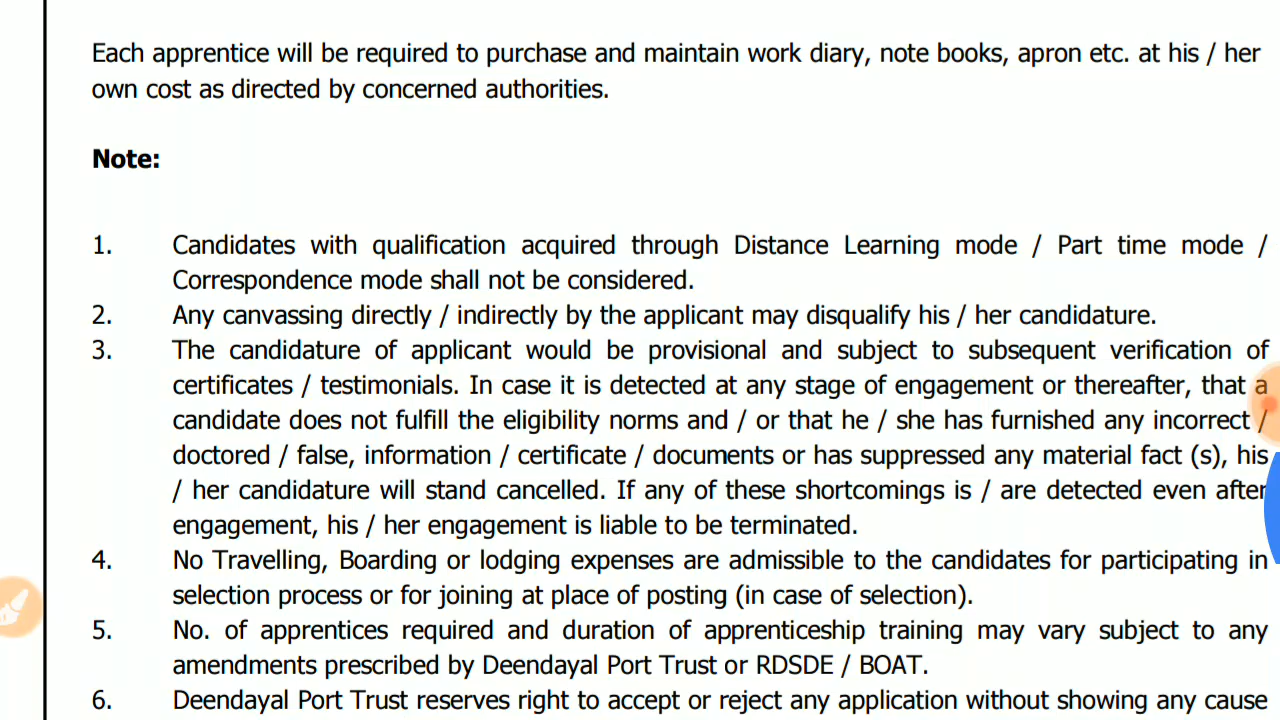 Each apprentice will be required to purchase and maintain work diary, note books, apron etc. at his / her
own cost as directed by concerned authorities.
Note:
1. Candidates with qualification acquired through Distance Learning mode / Part time mode /
Correspondence mode shall not be considered.
2. Any canvassing directly / indirectly by the applicant may disqualify his / her candidature.
3. The candidature of applicant would be provisional and subject to subsequent verification of
certificates / testimonials. In case it is detected at any stage of engagement or thereafter, that a
candidate does not fulfill the eligibility norms and / or that he / she has furnished any incorrect /
doctored / false, information / certificate / documents or has suppressed any material fact (s), his
/ her candidature will stand cancelled. If any of these shortcomings is / are detected even after
engagement, his / her engagement is liable to be terminated.
4. No Travelling, Boarding or lodging expenses are admissible to the candidates for participating in
selection process or for joining at place of posting (in case of selection).
5. No. of apprentices required and duration of apprenticeship training may vary subject to any
amendments prescribed by Deendayal Port Trust or RDSDE / BOAT.
6. Deendayal Port Trust reserves right to accept or reject any application without showing any cause